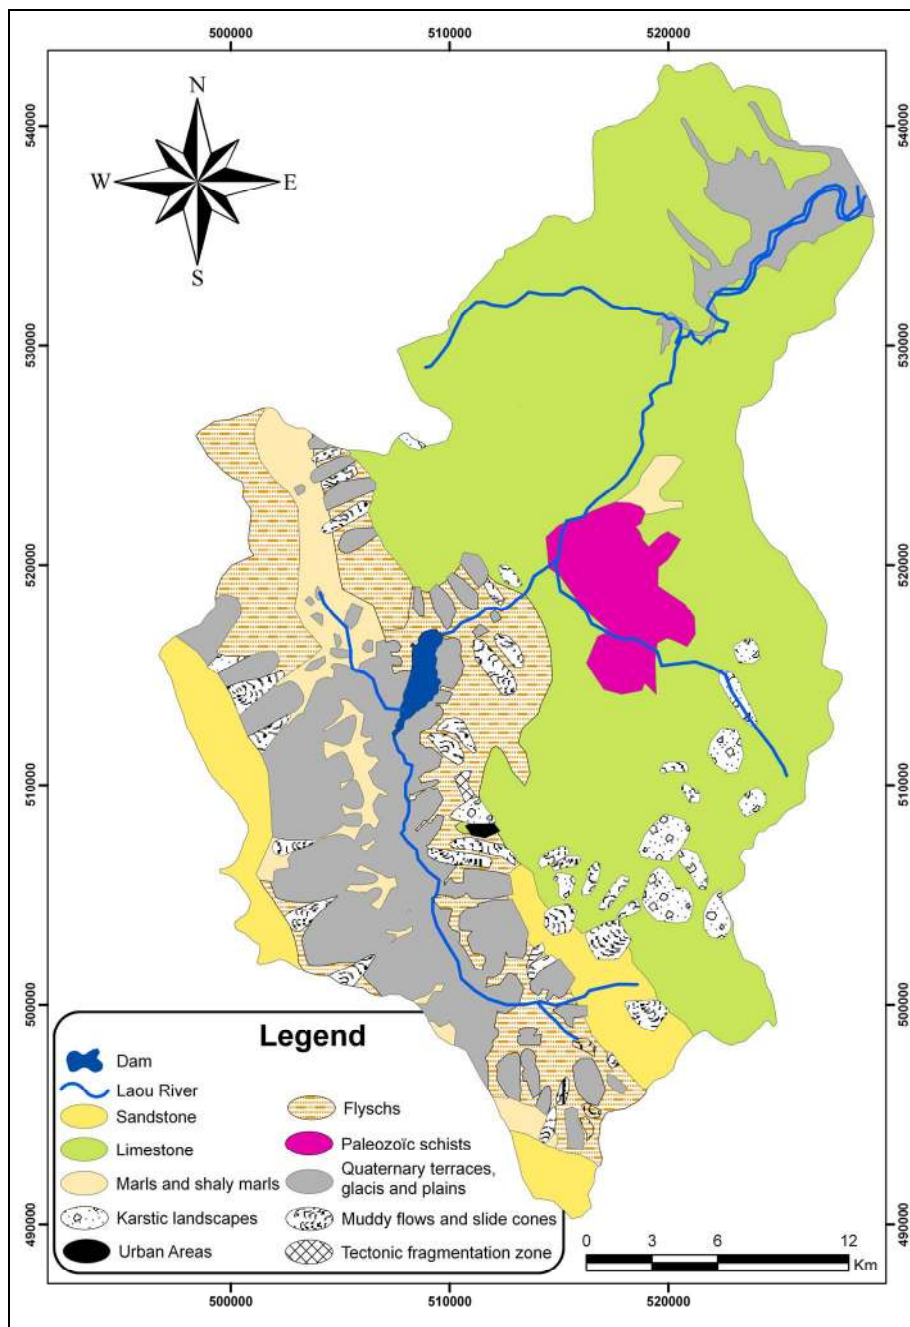 500000 510000 520000
540000 540000
N
W E
S
530000 530000
520000 520000
510000 510000
500000 500000
Legend
Dam
Laou River
Sandstone
Limestone
Marls and shaly marls
Karstic landscapes
Urban Areas
Flyschs
Paleozoïc schists
Quaternary terraces,
glacis and plains
Muddy flows and slide cones
Tectonic fragmentation zone
490000 490000
0 3 6 12
Km
500000 510000 520000